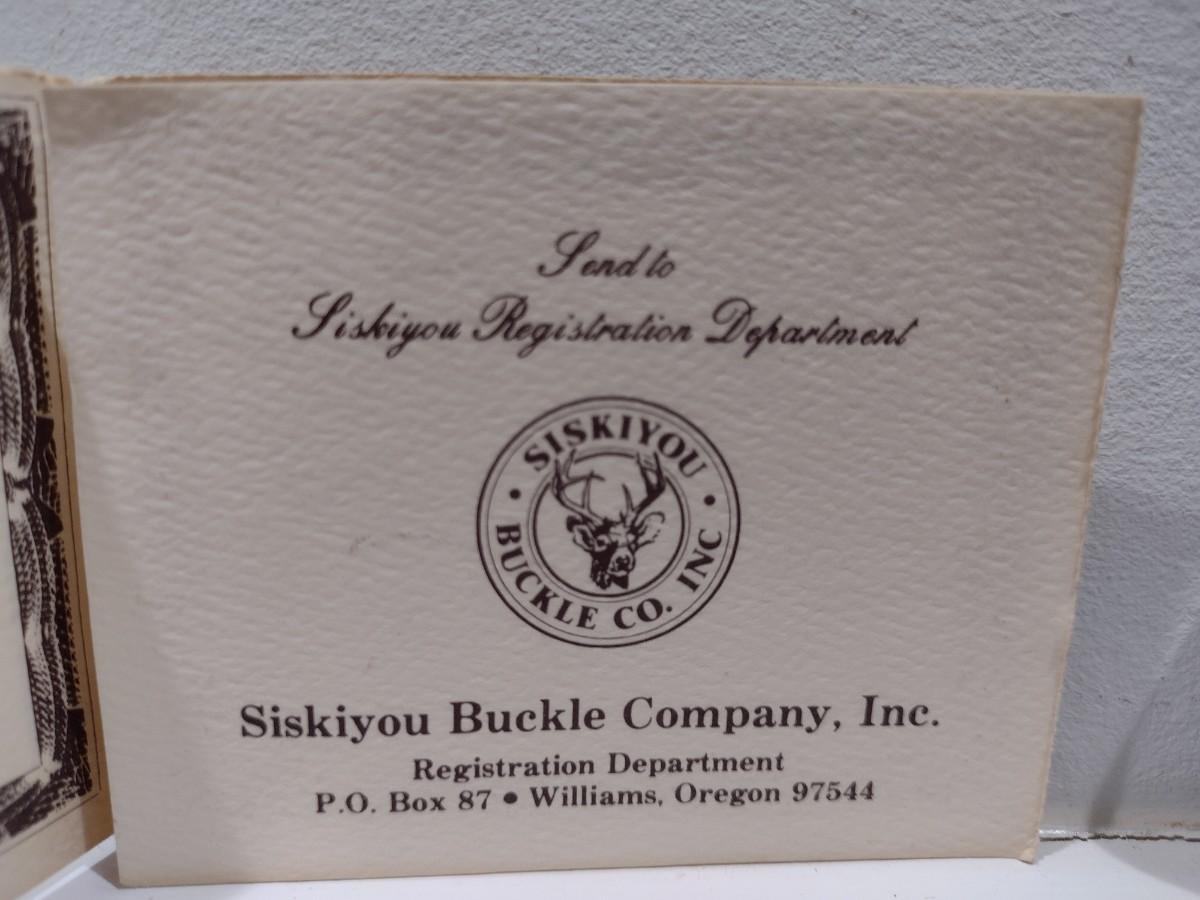 Send to
Siskiyou Registration Department
SISKIYOU
BUCKLE CO. INC
Siskiyou Buckle Company, Inc.
Registration Department
P.O. Box 87 • Williams, Oregon 97544